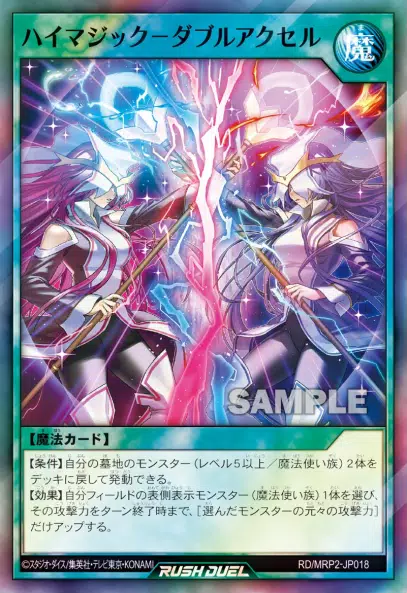 ハイマジック－ダブルアクセル
魔
SAMPLE
【魔法カード】
【条件】自分の墓地のモンスター（レベル５以上／魔法使い族）２体を
デッキに戻して発動できる。
【効果】自分フィールドの表側表示モンスター（魔法使い族）１体を選び、
その攻撃力をターン終了時まで、［選んだモンスターの元々の攻撃力］
だけアップする。
©スタジオ・ダイス/集英社・テレビ東京・KONAMI
RUSH DUEL
RD/MRP2-JP018